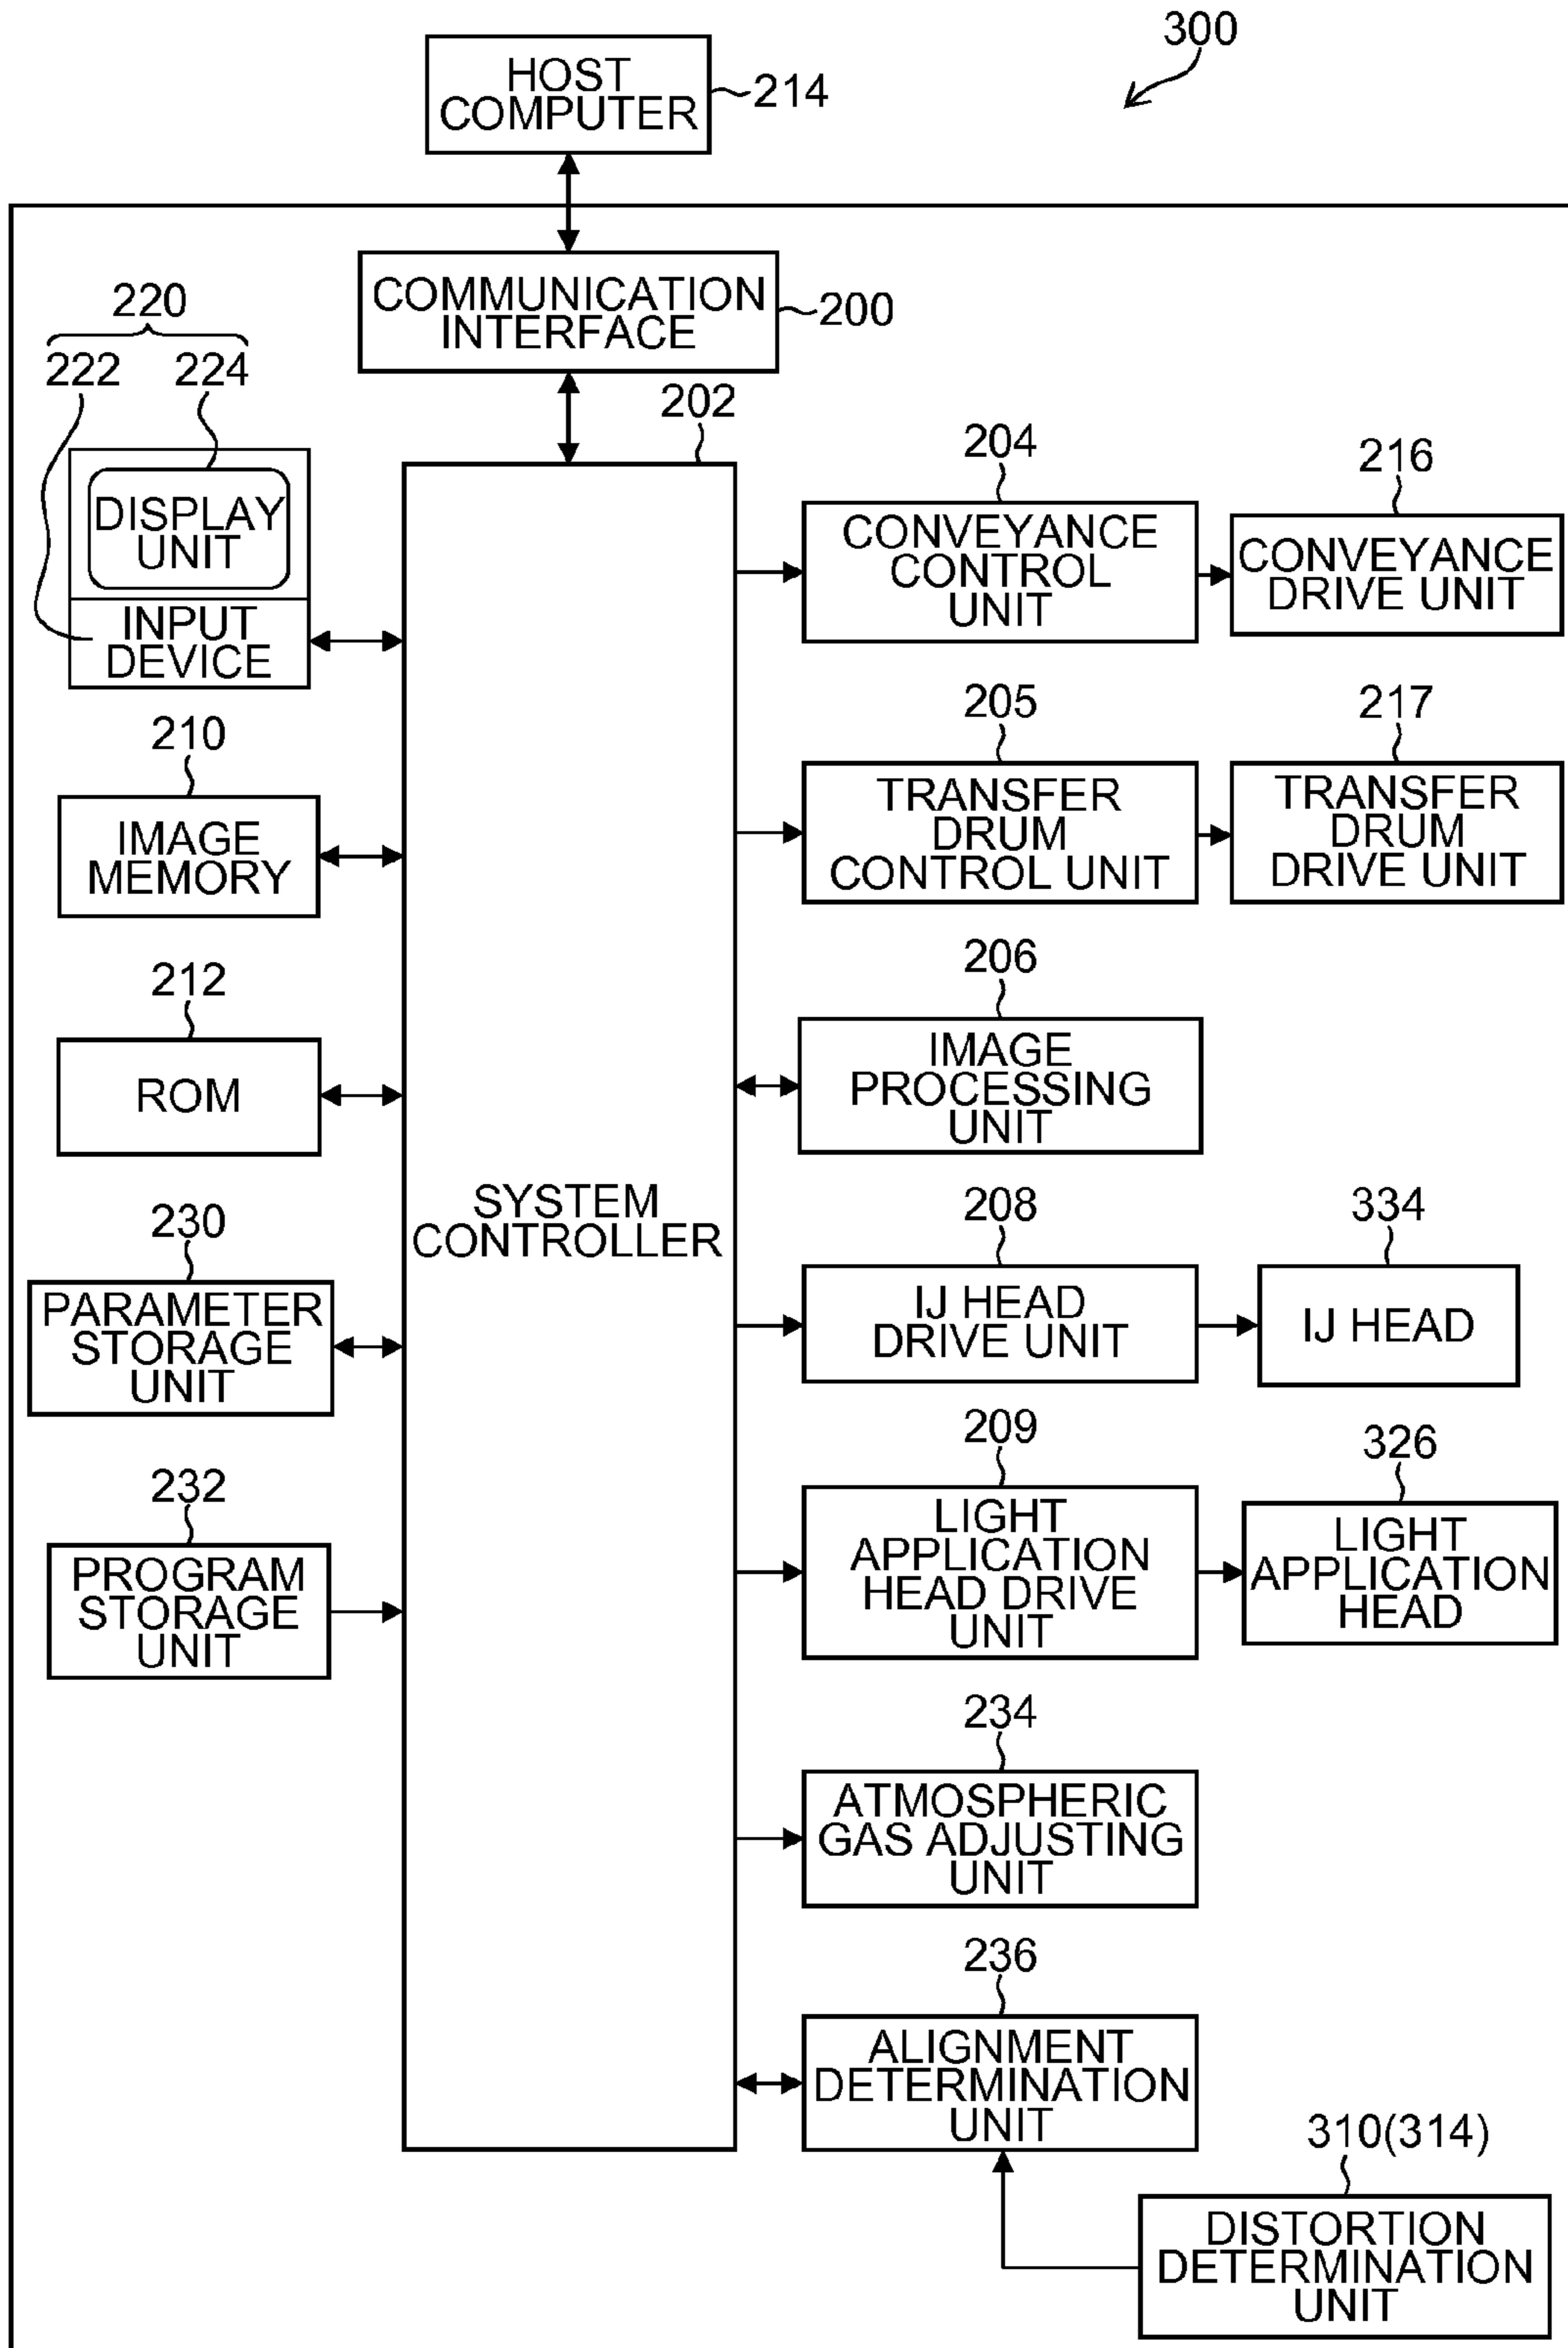 300
HOST
COMPUTER
214
COMMUNICATION
INTERFACE
200
220
222
224
202
DISPLAY
UNIT
INPUT
DEVICE
204
CONVEYANCE
CONTROL
UNIT
216
CONVEYANCE
DRIVE UNIT
210
IMAGE
MEMORY
205
TRANSFER
DRUM
CONTROL UNIT
217
TRANSFER
DRUM
DRIVE UNIT
212
ROM
206
IMAGE
PROCESSING
UNIT
SYSTEM
CONTROLLER
230
PARAMETER
STORAGE
UNIT
208
IJ HEAD
DRIVE UNIT
334
IJ HEAD
232
PROGRAM
STORAGE
UNIT
209
LIGHT
APPLICATION
HEAD DRIVE
UNIT
326
LIGHT
APPLICATION
HEAD
234
ATMOSPHERIC
GAS ADJUSTING
UNIT
236
ALIGNMENT
DETERMINATION
UNIT
310(314)
DISTORTION
DETERMINATION
UNIT